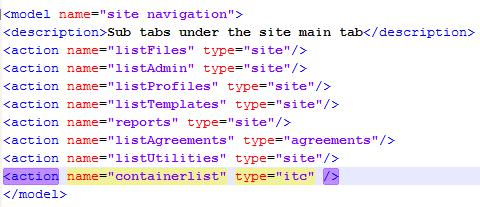 <model name="site navigation">
<description>Sub tabs under the site main tab</description>
<action name="listFiles" type="site"/>
<action name="listAdmin" type="site"/>
<action name="listProfiles" type="site"/>
<action name="listTemplates" type="site"/>
<action name="reports" type="site"/>
<action name="listAgreements" type="agreements"/>
<action name="listUtilities" type="site"/>
<action name="containerlist" type="itc" />
</model>